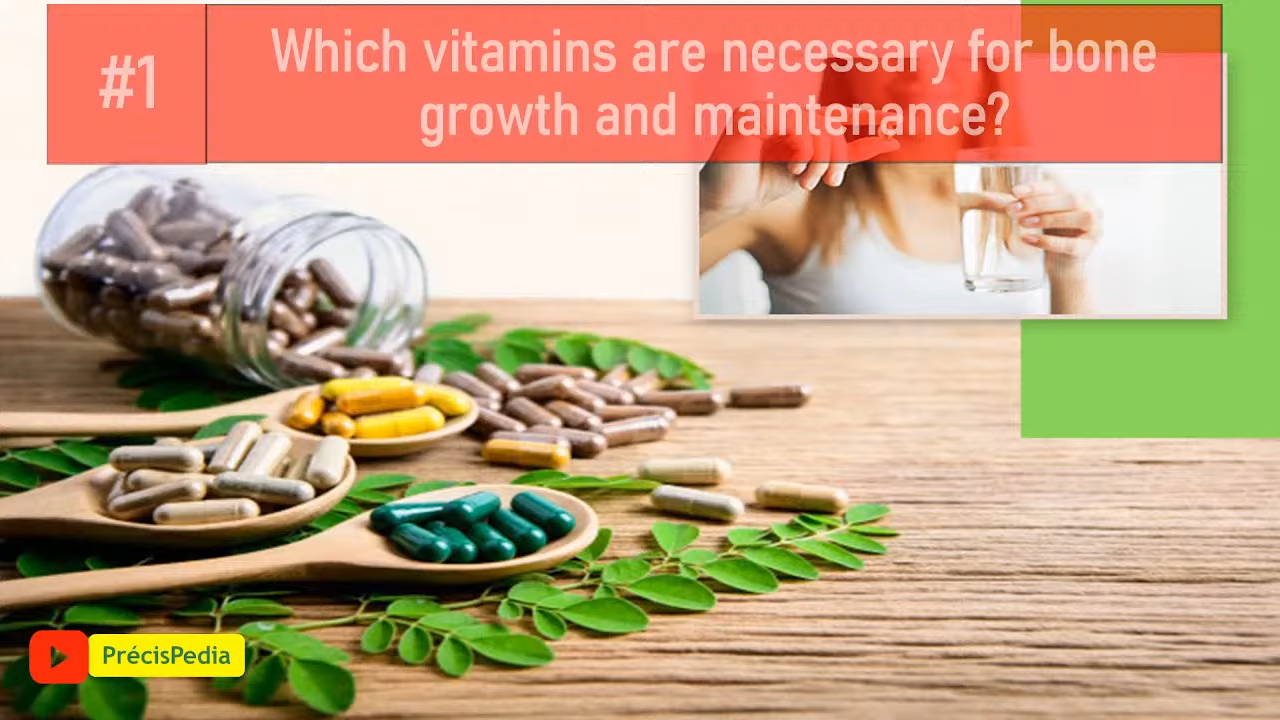 #1
Which vitamins are necessary for bone
growth and maintenance?
PrécisPedia